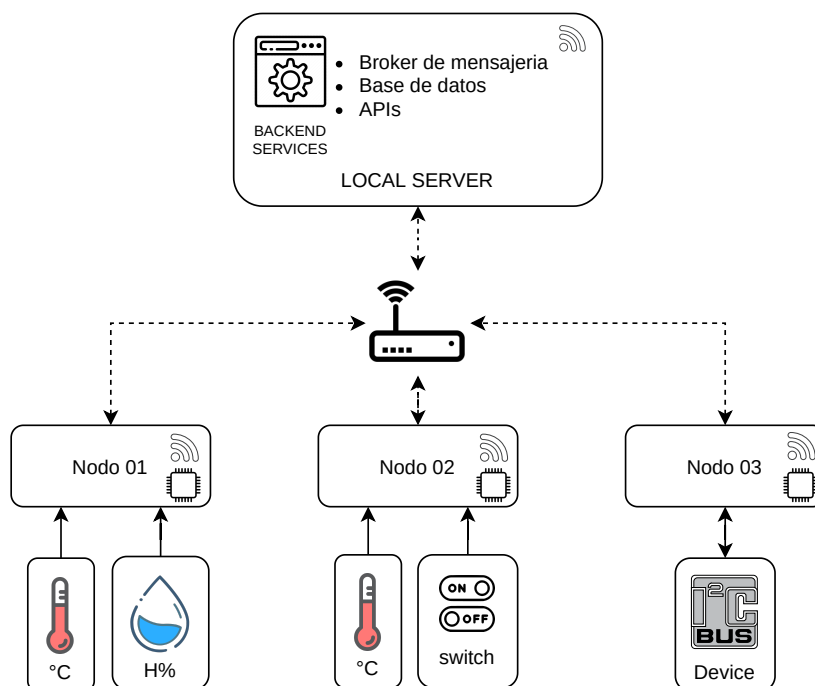 Broker de mensajeria
Base de datos
APIs
BACKEND
SERVICES
LOCAL SERVER
Nodo 01
Nodo 02
Nodo 03
°C
H%
°C
ON
OFF
switch
I²C
BUS
Device